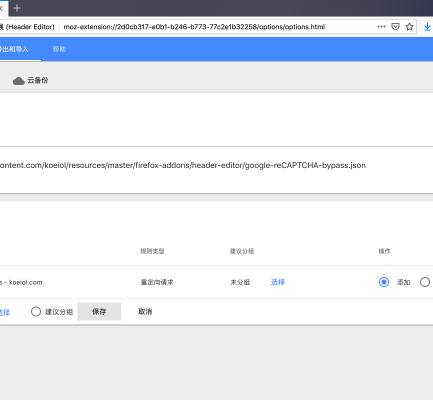 (Header Editor) moz-extension://2d0cb317-e0b1-b246-b773-77c2e1b32258/options/options.html
出和导入 帮助
云备份
ontent.com/koeiol/resources/master/firefox-addons/header-editor/google-reCAPTCHA-bypass.json
规则类型 建议分组 操作
s - koeiol.com 重定向请求 未分组 选择 添加
选择 建议分组 保存 取消